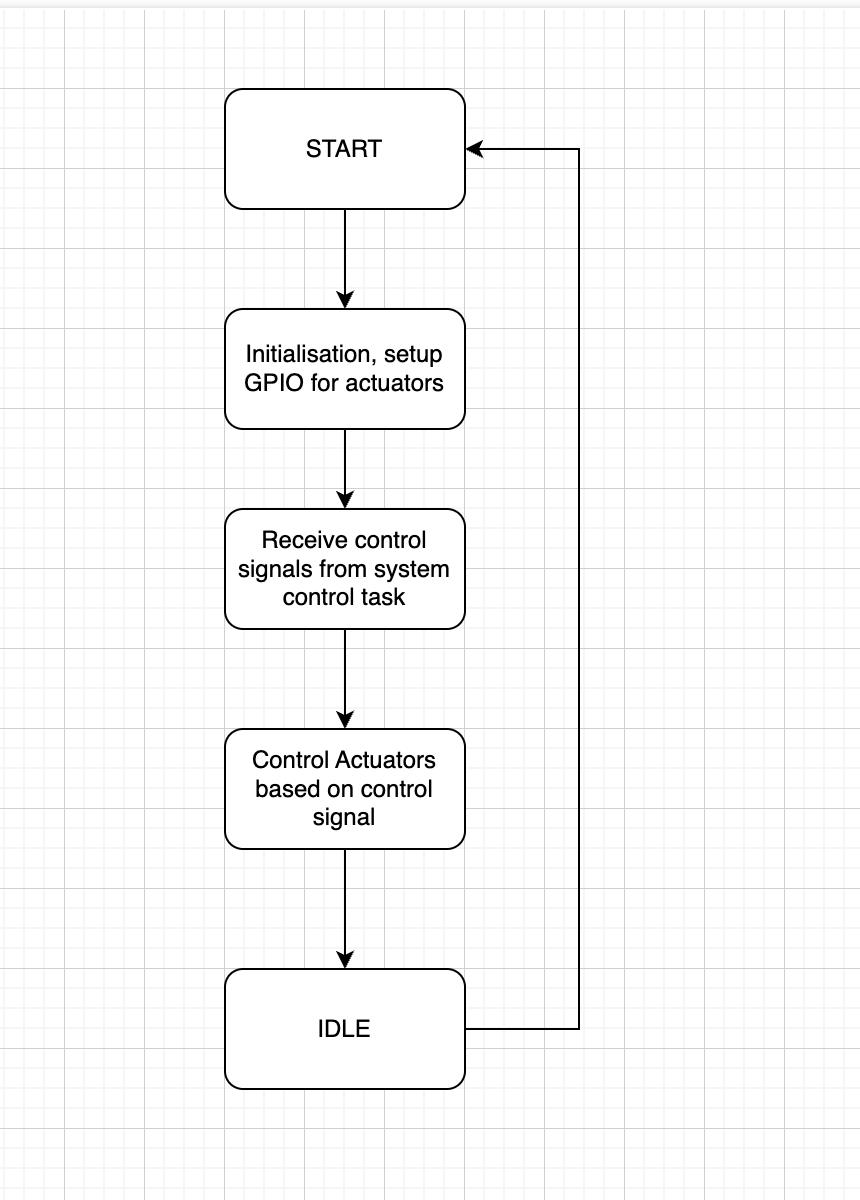 START
Initialisation, setup
GPIO for actuators
Receive control
signals from system
control task
Control Actuators
based on control
signal
IDLE